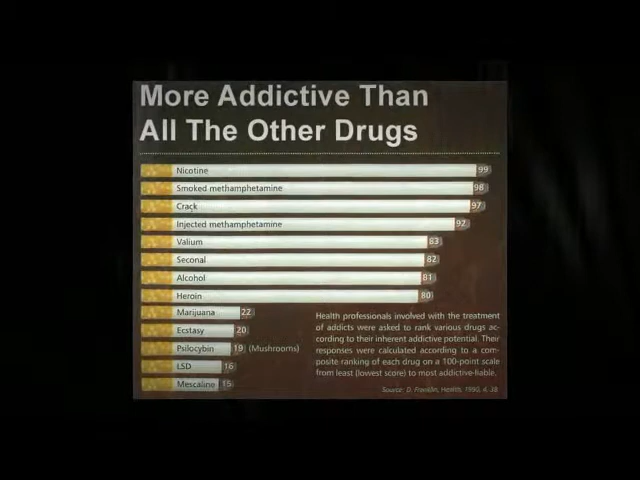 More Addictive Than
All The Other Drugs
Nicotine 99
Smoked methamphetamine 98
Crack 97
Injected methamphetamine 92
Valium 83
Seconal 82
Alcohol 81
Heroin 80
Marijuana 22
Ecstasy 20
Psilocybin 19 (Mushrooms)
LSD 16
Mescaline 15
Health professionals involved with the treatment
of addicts were asked to rank various drugs ac-
cording to their inherent addictive potential. Their
responses were calculated according to a com-
posite ranking of each drug on a 100-point scale
from least (lowest score) to most addictive-liable.
Source: D. Franklin, Health, 1990, 4, 38